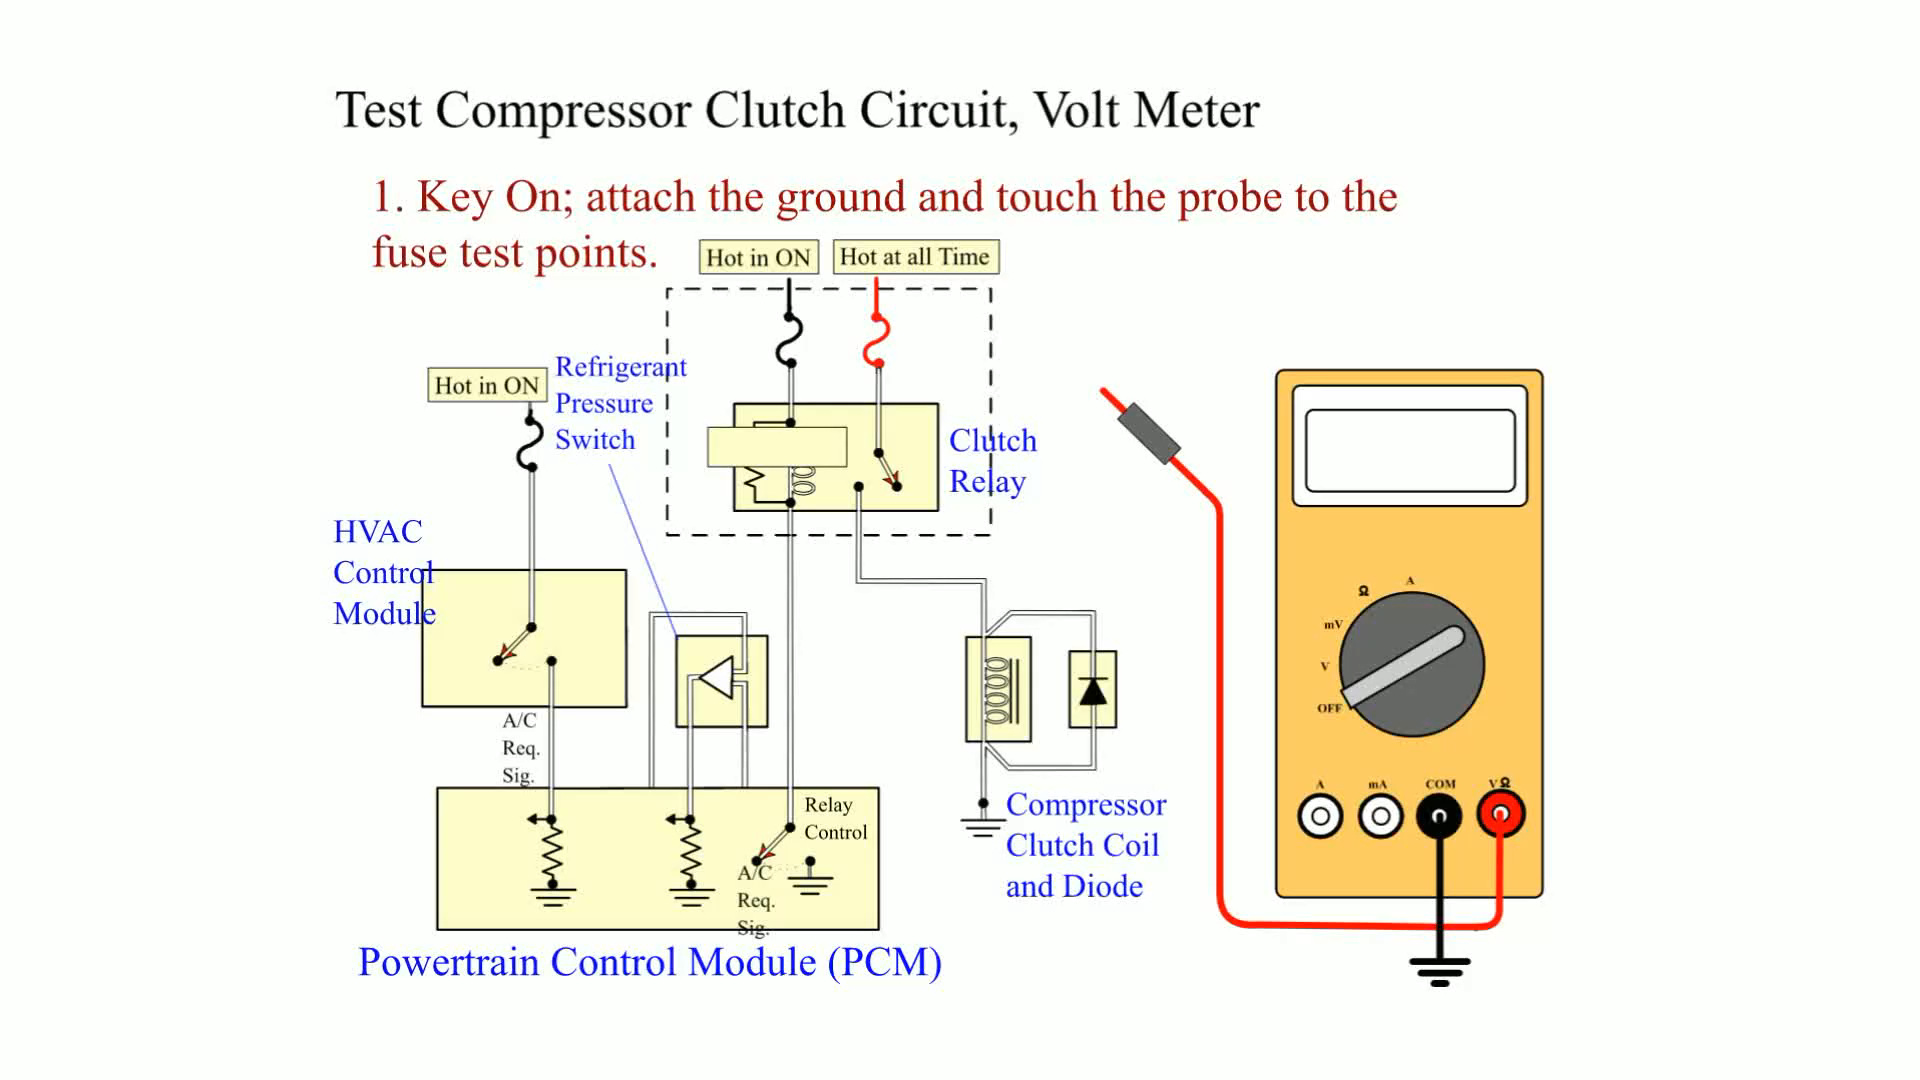 Test Compressor Clutch Circuit, Volt Meter
1. Key On; attach the ground and touch the probe to the
fuse test points.
Hot in ON
Hot at all Time
Hot in ON
Refrigerant
Pressure
Switch
Clutch
Relay
HVAC
Control
Module
A/C
Req.
Sig.
Relay
Control
A/C
Req.
Sig.
Compressor
Clutch Coil
and Diode
Powertrain Control Module (PCM)
A
Ω
mV
V
OFF
A
mA
COM
VΩ